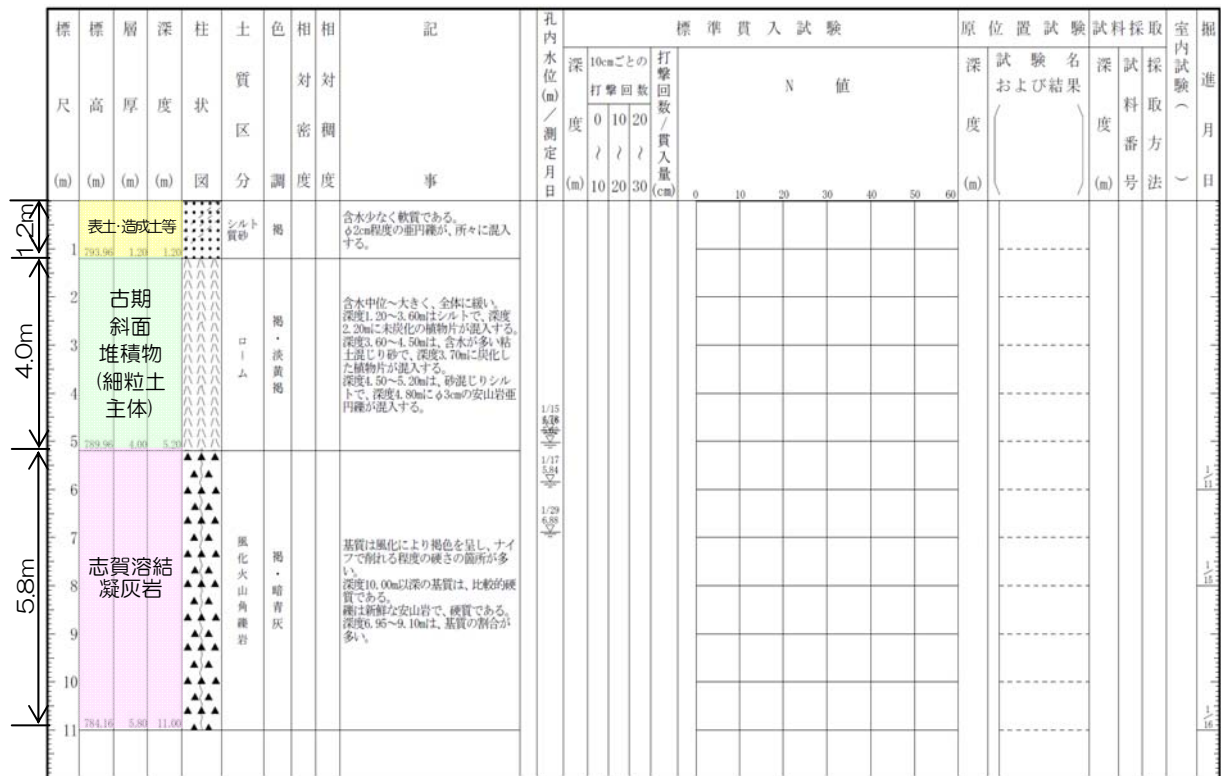 標尺(m)
標高(m)
層厚(m)
深度(m)
柱状図
土質区分
色調
相対密度
相対稠度
記事
孔内水位(m)/測定月日
標準貫入試験
深度(m)
10cmごとの
打撃回数
0 10 20
~ ~ ~
10 20 30
打撃回数/貫入量(cm)
N 値
0 10 20 30 40 50 60
原位置試験
深度(m)
試験名
および結果
試料採取
深度(m)
試料番号
採取方法
室内試験( )
掘進月日
1.2m
表土・造成土等
1
793.96 1.20 1.20
シルト
質砂
褐
含水少なく軟質である。
φ2cm程度の亜円礫が、所々に混入
する。
4.0m
2
3
4
5
古期
斜面
堆積物
(細粒土
主体)
789.96 4.00 5.20
ローム
褐・淡黄褐
含水中位~大きく、全体に緩い。
深度1.20~3.60mはシルトで、深度
2.20mに未炭化の植物片が混入する。
深度3.60~4.50mは、含水が多い粘
土混じり砂で、深度3.70mに炭化し
た植物片が混入する。
深度4.50~5.20mは、砂混じりシル
トで、深度4.80mにφ3cmの安山岩亜
円礫が混入する。
1/15
1/17
5.84
1/29
6.88
5.8m
6
7
8
9
10
11
志賀溶結
凝灰岩
784.16 5.80 11.00
風化火山角礫岩
褐・暗青灰
基質は風化により褐色を呈し、ナイ
フで削れる程度の硬さの箇所が多
い。
深度10.00m以深の基質は、比較的硬
質である。
礫は新鮮な安山岩で、硬質である。
深度6.95~9.10mは、基質の割合が
多い。
1/11
1/15
1/16